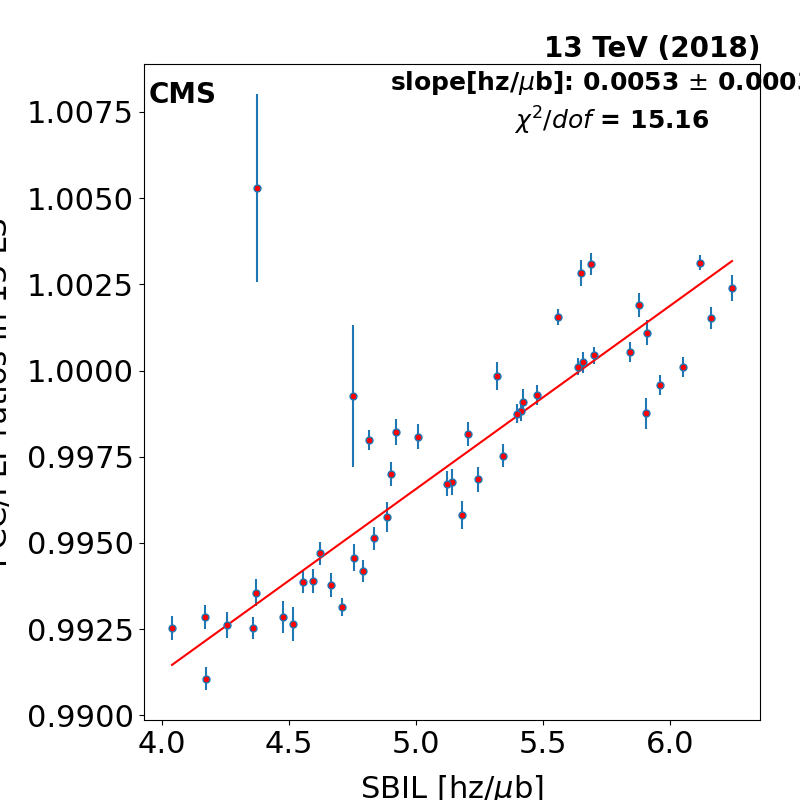 13 TeV (2018)
CMS
slope[hz/μb]: 0.0053 ± 0.0003
χ²/dof = 15.16
1.0075
1.0050
1.0025
1.0000
0.9975
0.9950
0.9925
0.9900
4.0 4.5 5.0 5.5 6.0
SBIL [hz/μb]